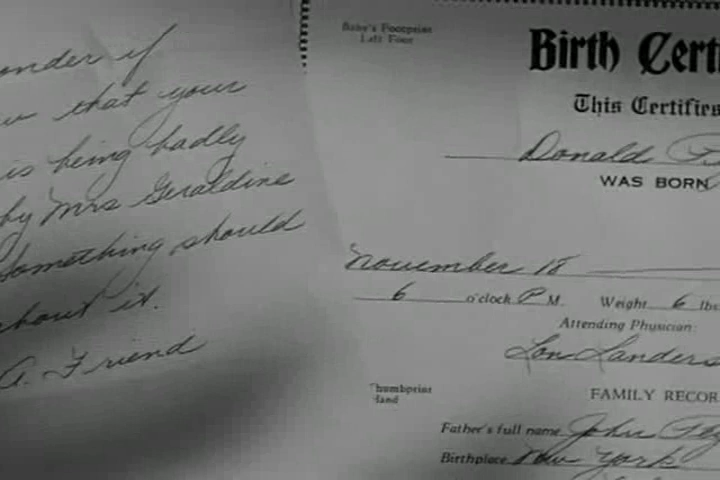 onder if
w that your
is being badly
by Mrs Geraldine
Something should
about it.
A. Friend
Baby's Footprint
Left Foot
Birth Certi
This Certifies
Donald
WAS BORN
November 18
6 o'clock P M. Weight 6 lbs.
Attending Physician:
Lon Landers
Thumbprint
Hand
FAMILY RECOR
Father's full name John
Birthplace New York